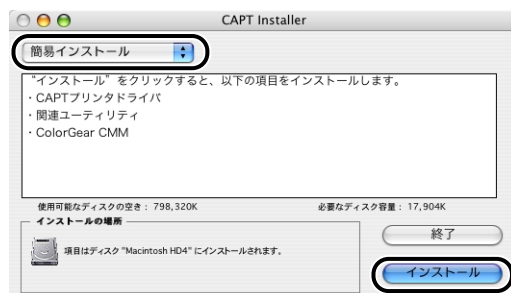 CAPT Installer
簡易インストール
"インストール"をクリックすると、以下の項目をインストールします。
・CAPTプリンタドライバ
・関連ユーティリティ
・ColorGear CMM
使用可能なディスクの空き： 798,320K
必要なディスク容量： 17,904K
インストールの場所
項目はディスク "Macintosh HD4" にインストールされます。
終了
インストール